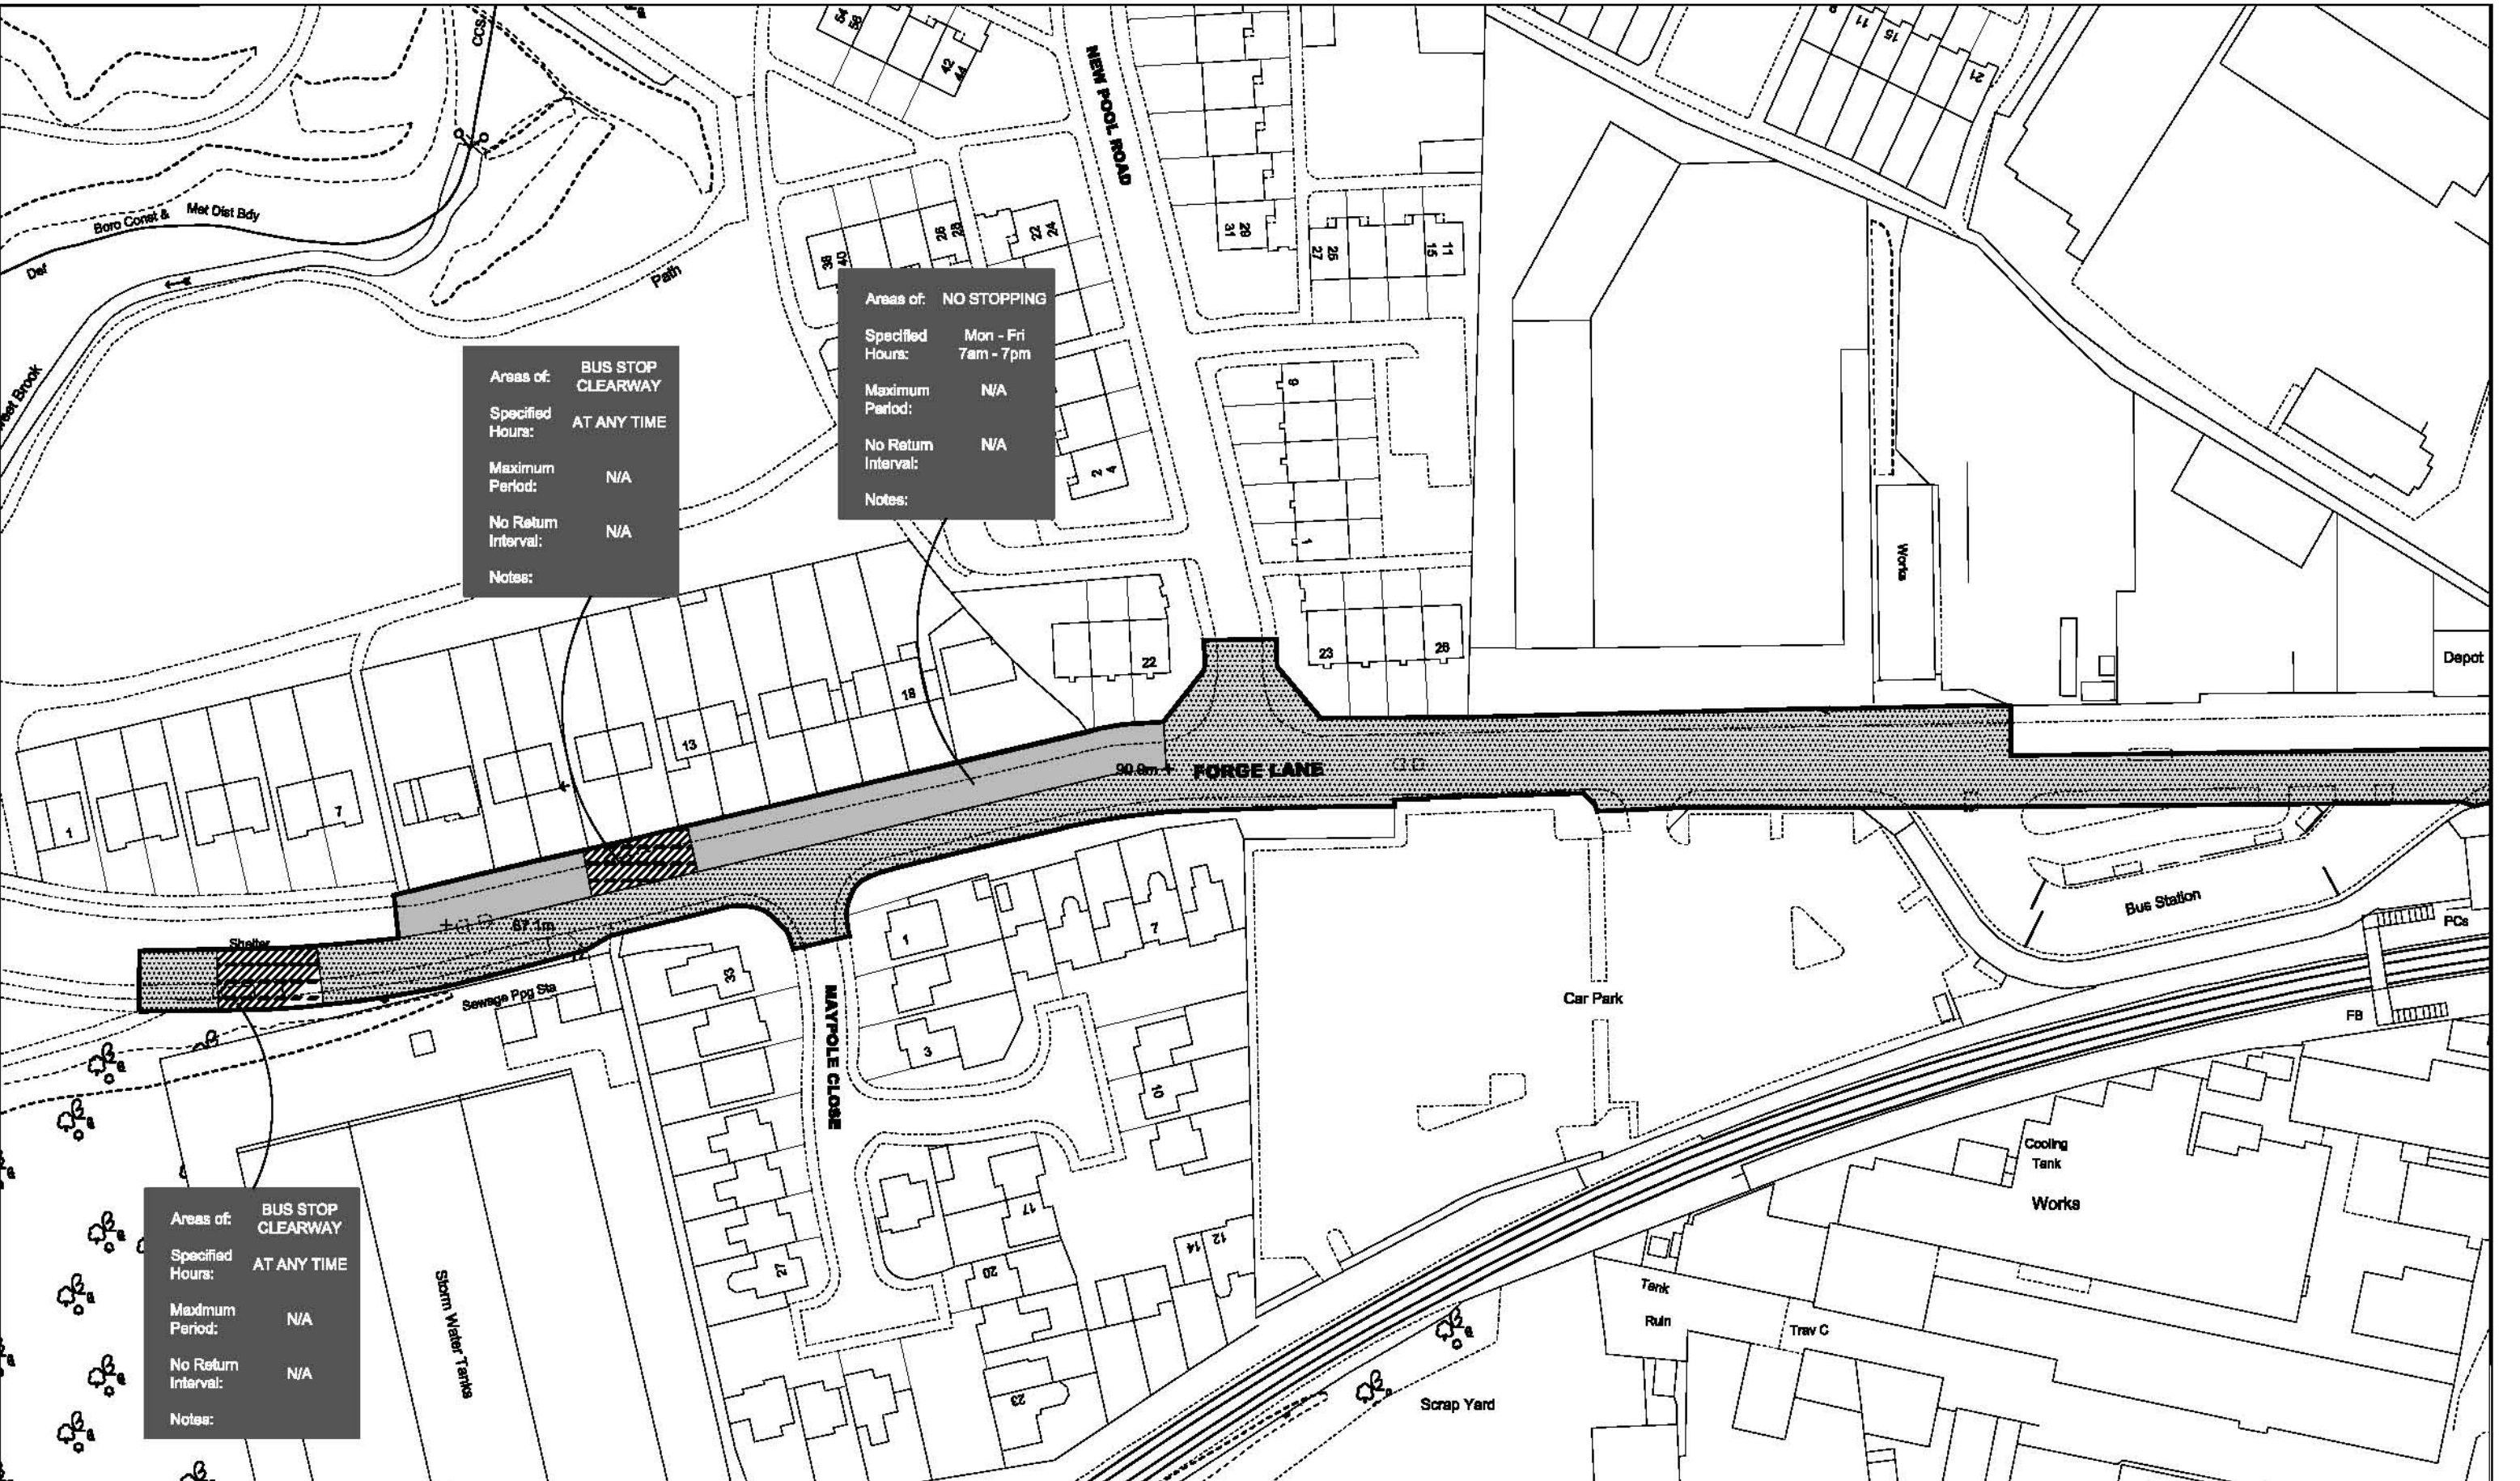 54
56
42
44
CCS
NEW POOL ROAD
11
15
21
Boro Const & Met Dist Bdy
Def
Path
38
40
26
28
22
24
31
29
27
25
15
11
Brook
Areas of: NO STOPPING
Specified Hours: Mon - Fri
7am - 7pm
Maximum Period: N/A
No Return Interval: N/A
Notes:
Areas of: BUS STOP
CLEARWAY
Specified Hours: AT ANY TIME
Maximum Period: N/A
No Return Interval: N/A
Notes:
2
4
9
1
Works
22
23
28
Depot
18
13
7
1
90.9m + FORGE LANE
87.1m
Shelter
Sewage Ppg Sta
33
1
7
3
10
MAYPOLE CLOSE
Car Park
Bus Station
PCs
FB
Cooling
Tank
Works
Areas of: BUS STOP
CLEARWAY
Specified Hours: AT ANY TIME
Maximum Period: N/A
No Return Interval: N/A
Notes:
Storm Water Tanks
27
17
20
14
12
23
Tank
Ruin
Trav C
Scrap Yard